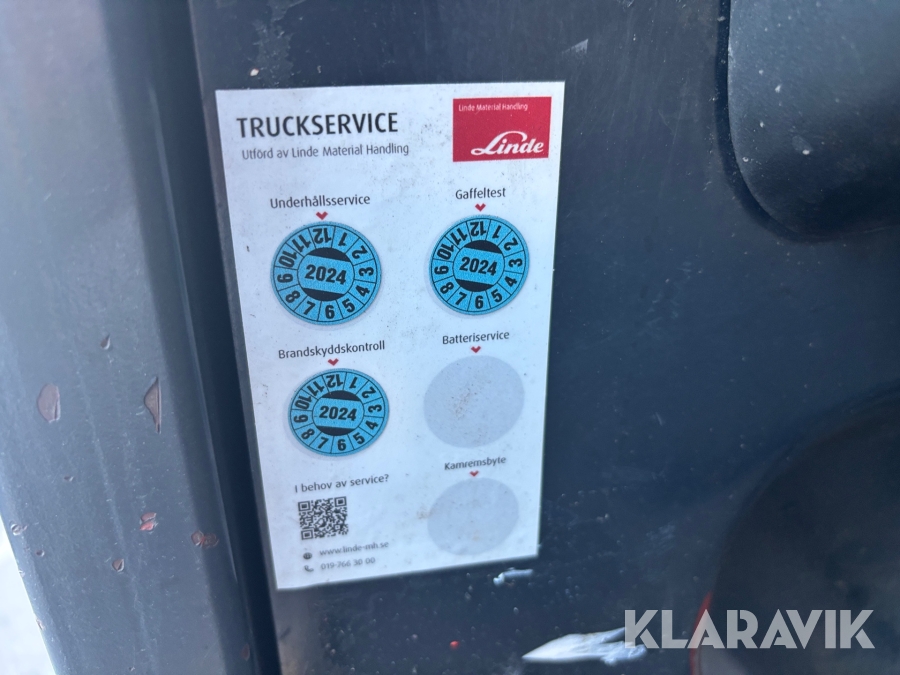 TRUCKSERVICE
Utförd av Linde Material Handling
Linde Material Handling
Linde
Underhållsservice
Gaffeltest
1 2 3 4 5 6 7 8 9 10 11 12
2024
1 2 3 4 5 6 7 8 9 10 11 12
2024
Brandskyddskontroll
Batteriservice
1 2 3 4 5 6 7 8 9 10 11 12
2024
Kamremsbyte
I behov av service?
www.linde-mh.se
019-766 30 00
KLARAVIK